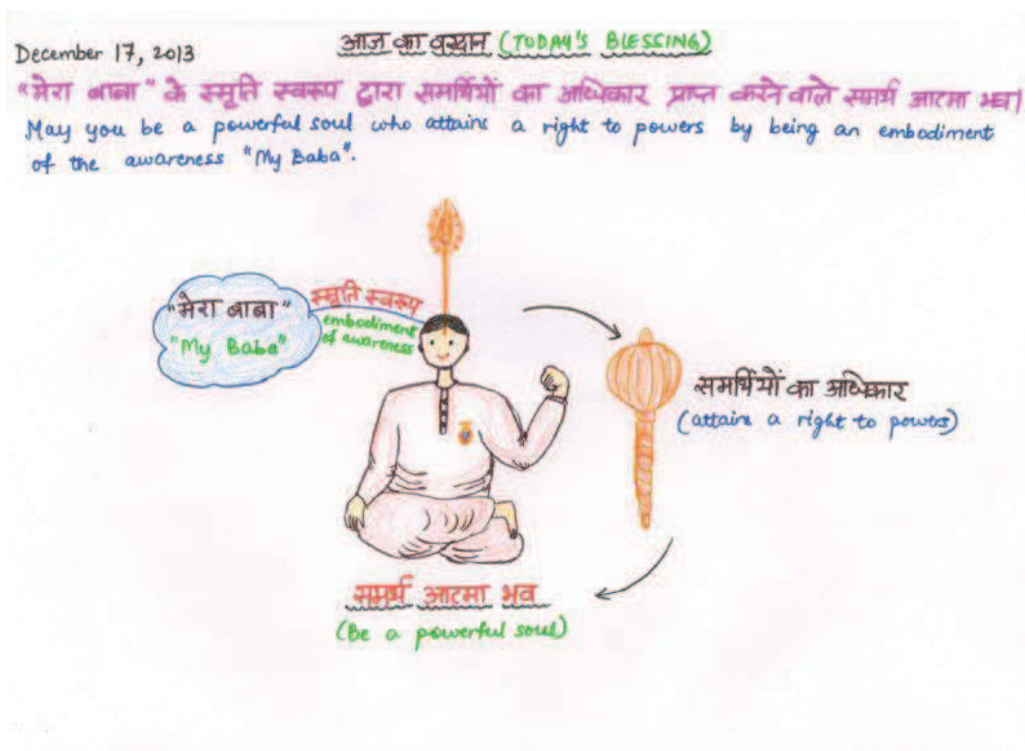 December 17, 2013
आज का वरदान (TODAY'S BLESSING)
"मेरा बाबा" के स्मृति स्वरूप द्वारा समर्थियों का अधिकार प्राप्त करने वाले समर्थ आत्मा भव।
May you be a powerful soul who attains a right to powers by being an embodiment
of the awareness "My Baba".
"मेरा बाबा"
"My Baba"
स्मृति स्वरूप
embodiment
of awareness
समर्थियों का अधिकार
(attains a right to powers)
समर्थ आत्मा भव
(Be a powerful soul)